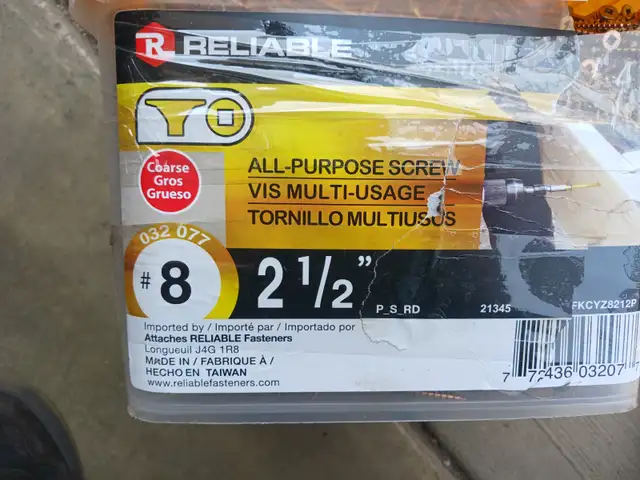 R RELIABLE
Coarse
Gros
Grueso
ALL-PURPOSE SCREW
VIS MULTI-USAGE
TORNILLO MULTIUSOS
032 077
#8
2 1/2"
P_S_RD
21345
FKCYZ8212P
Imported by / Importé par / Importado por
Attaches RELIABLE Fasteners
Longueuil J4G 1R8
MADE IN / FABRIQUÉ À /
HECHO EN TAIWAN
www.reliablefasteners.com
7 72436 03207 7